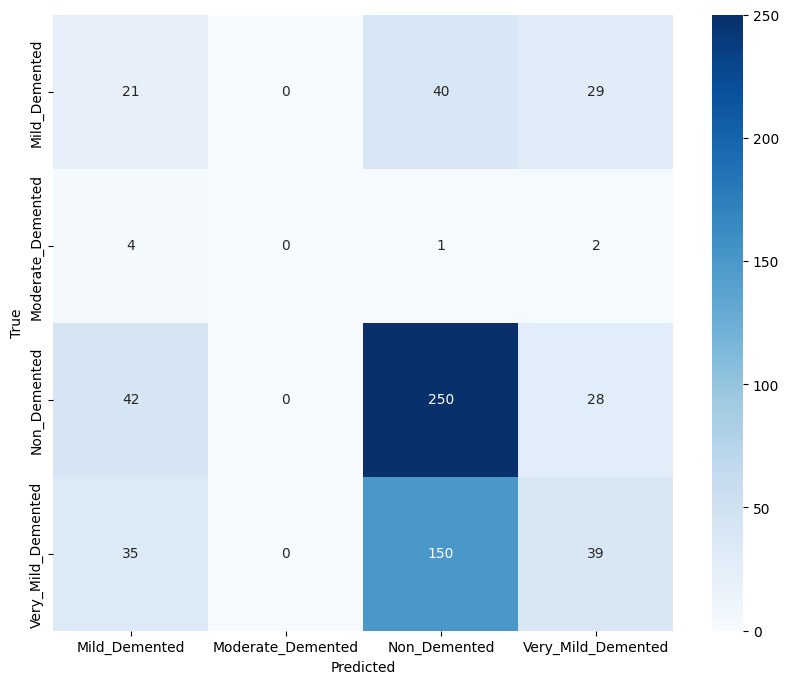 250
Mild_Demented
21
0
40
29
200
Moderate_Demented
4
0
1
2
150
True
Non_Demented
42
0
250
28
100
Very_Mild_Demented
35
0
150
39
50
0
Mild_Demented
Moderate_Demented
Non_Demented
Very_Mild_Demented
Predicted